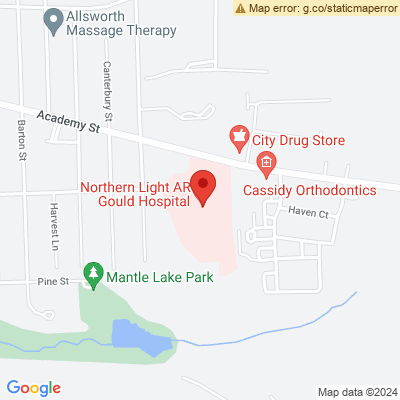 Map error: g.co/staticmaperror
Allsworth
Massage Therapy
Canterbury St
Academy St
Barton St
City Drug Store
Cassidy Orthodontics
Northern Light AR
Gould Hospital
Haven Ct
Harvest Ln
Mantle Lake Park
Pine St
Google
Map data ©2024